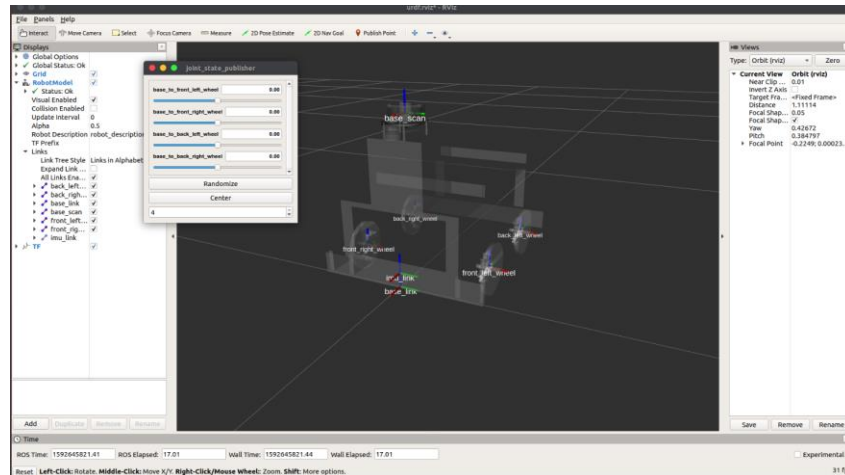 urdf.rviz* - RViz
File Panels Help
Interact Move Camera Select Focus Camera Measure 2D Pose Estimate 2D Nav Goal Publish Point
Displays
Global Options
Global Status: Ok
Grid
RobotModel
Status: Ok
Visual Enabled
Collision Enabled
Update Interval 0
Alpha 0.5
Robot Description robot_description
TF Prefix
Links
Link Tree Style Links in Alphabet
Expand Link ...
All Links Ena...
back_left...
back_righ...
base_link
base_scan
front_left...
front_rig...
imu_link
TF
Add Duplicate Remove Rename
joint_state_publisher
base_to_front_left_wheel 0.00
base_to_front_right_wheel 0.00
base_to_back_left_wheel 0.00
base_to_back_right_wheel 0.00
Randomize
Center
4
base_scan
back_right_wheel
back_left_wheel
front_right_wheel
front_left_wheel
imu_link
base_link
Views
Type: Orbit (rviz) Zero
Current View Orbit (rviz)
Near Clip ... 0.01
Invert Z Axis
Target Fra... <Fixed Frame>
Distance 1.11114
Focal Shap... 0.05
Focal Shap...
Yaw 0.42672
Pitch 0.384797
Focal Point -0.2249; 0.00023...
Save Remove Rename
Time
ROS Time: 1592645821.41 ROS Elapsed: 17.01 Wall Time: 1592645821.44 Wall Elapsed: 17.01 Experimental
Reset Left-Click: Rotate. Middle-Click: Move X/Y. Right-Click/Mouse Wheel: Zoom. Shift: More options. 31 f